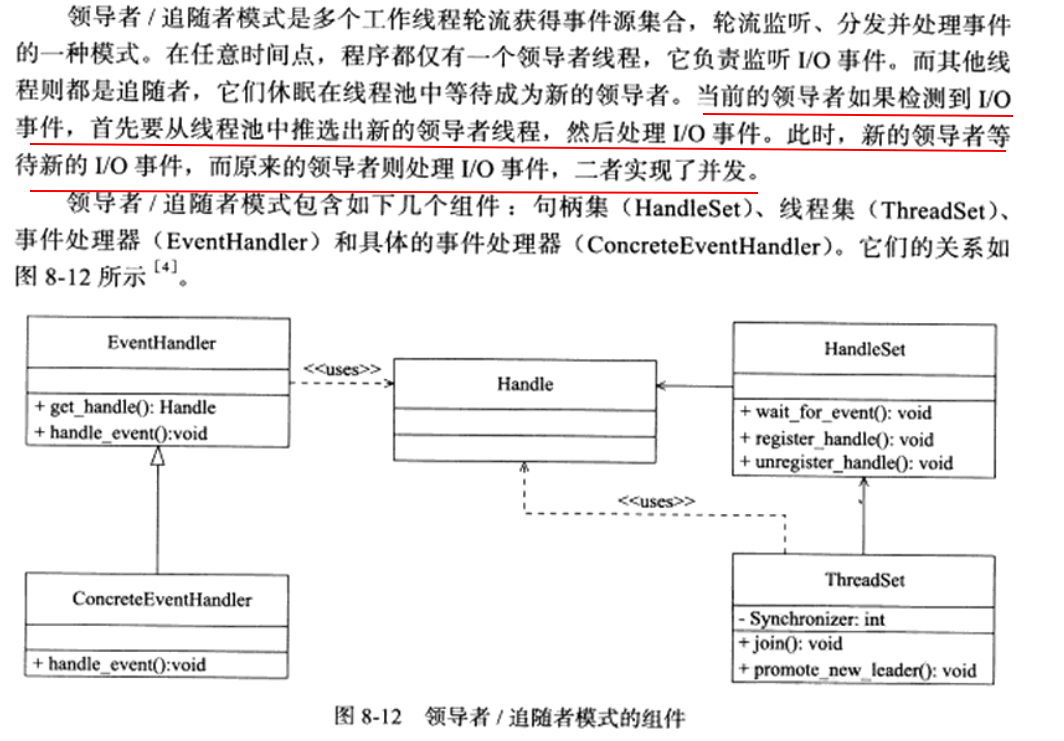 领导者/追随者模式是多个工作线程轮流获得事件源集合，轮流监听、分发并处理事件
的一种模式。在任意时间点，程序都仅有一个领导者线程，它负责监听 I/O 事件。而其他线
程则都是追随者，它们休眠在线程池中等待成为新的领导者。当前的领导者如果检测到 I/O
事件，首先要从线程池中推选出新的领导者线程，然后处理 I/O 事件。此时，新的领导者等
待新的 I/O 事件，而原来的领导者则处理 I/O 事件，二者实现了并发。
领导者/追随者模式包含如下几个组件：句柄集（HandleSet）、线程集（ThreadSet）、
事件处理器（EventHandler）和具体的事件处理器（ConcreteEventHandler）。它们的关系如
图 8-12 所示[4]。
EventHandler
+ get_handle(): Handle
+ handle_event():void
<<uses>>
Handle
HandleSet
+ wait_for_event(): void
+ register_handle(): void
+ unregister_handle(): void
<<uses>>
ConcreteEventHandler
+ handle_event():void
ThreadSet
- Synchronizer: int
+ join(): void
+ promote_new_leader(): void
图 8-12 领导者/追随者模式的组件